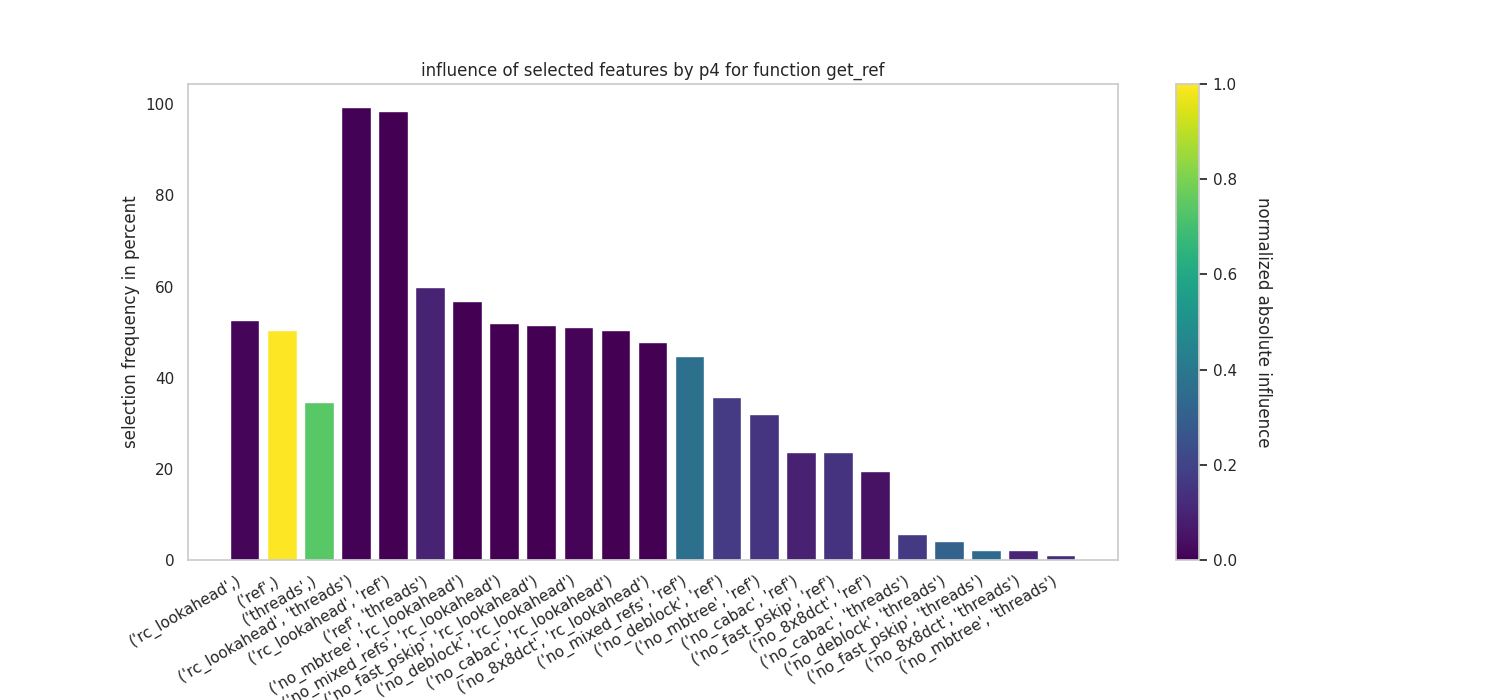 influence of selected features by p4 for function get_ref
selection frequency in percent
100
80
60
40
20
0
('rc_lookahead',)
('ref',)
('threads',)
('rc_lookahead', 'threads')
('rc_lookahead', 'ref')
('ref', 'threads')
('no_mbtree', 'rc_lookahead')
('no_mixed_refs', 'rc_lookahead')
('no_fast_pskip', 'rc_lookahead')
('no_deblock', 'rc_lookahead')
('no_cabac', 'rc_lookahead')
('no_8x8dct', 'rc_lookahead')
('no_mixed_refs', 'ref')
('no_deblock', 'ref')
('no_mbtree', 'ref')
('no_cabac', 'ref')
('no_fast_pskip', 'ref')
('no_8x8dct', 'ref')
('no_cabac', 'threads')
('no_deblock', 'threads')
('no_fast_pskip', 'threads')
('no_8x8dct', 'threads')
('no_mbtree', 'threads')
1.0
0.8
0.6
0.4
0.2
0.0
normalized absolute influence